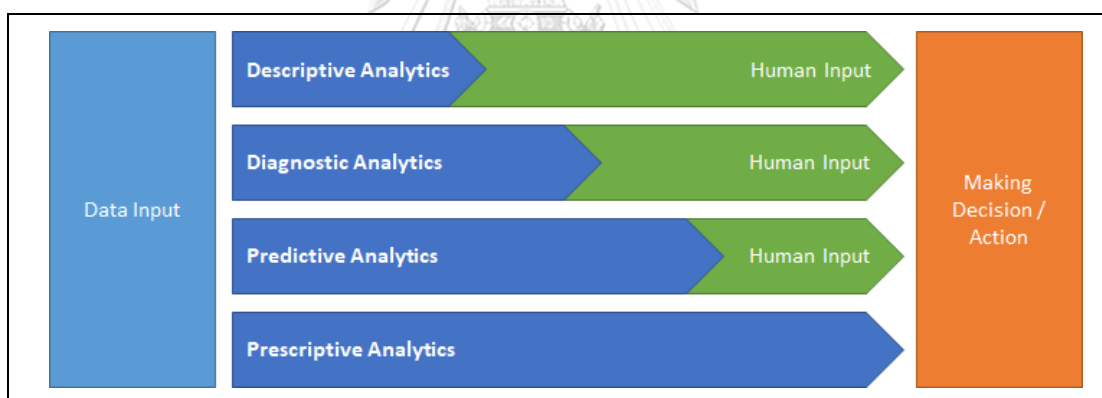 Data Input
Descriptive Analytics
Human Input
Diagnostic Analytics
Human Input
Predictive Analytics
Human Input
Prescriptive Analytics
Making
Decision /
Action